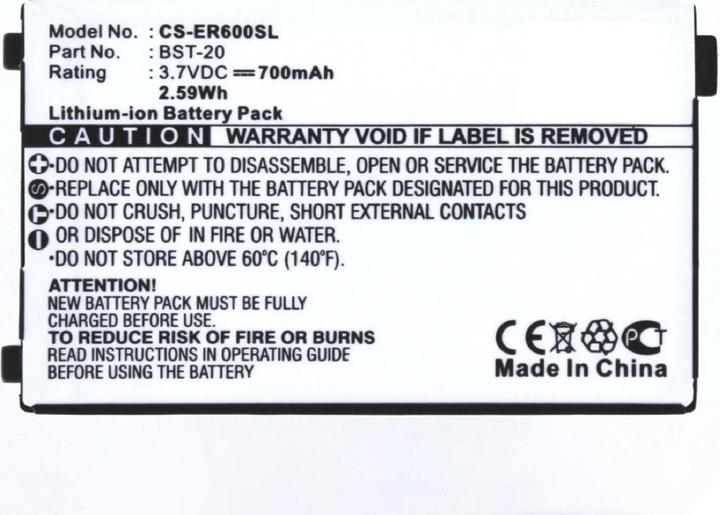 Model No. : CS-ER600SL
Part No. : BST-20
Rating : 3.7VDC ⎓ 700mAh
2.59Wh
Lithium-ion Battery Pack
CAUTION WARRANTY VOID IF LABEL IS REMOVED
•DO NOT ATTEMPT TO DISASSEMBLE, OPEN OR SERVICE THE BATTERY PACK.
S •REPLACE ONLY WITH THE BATTERY PACK DESIGNATED FOR THIS PRODUCT.
T •DO NOT CRUSH, PUNCTURE, SHORT EXTERNAL CONTACTS
OR DISPOSE OF IN FIRE OR WATER.
•DO NOT STORE ABOVE 60°C (140°F).
ATTENTION!
NEW BATTERY PACK MUST BE FULLY
CHARGED BEFORE USE.
TO REDUCE RISK OF FIRE OR BURNS
READ INSTRUCTIONS IN OPERATING GUIDE
BEFORE USING THE BATTERY
CE PCT
Made In China